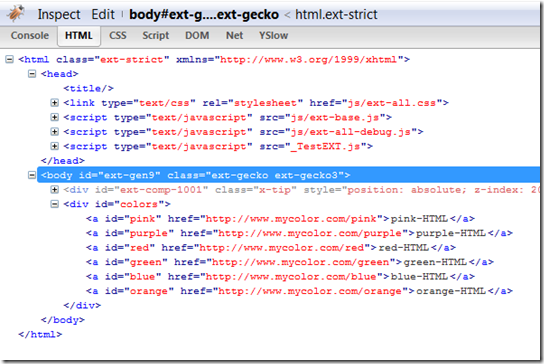 Inspect Edit body#ext-g....ext-gecko < html.ext-strict
Console HTML CSS Script DOM Net YSlow
<html class="ext-strict" xmlns="http://www.w3.org/1999/xhtml">
<head>
<title/>
<link type="text/css" rel="stylesheet" href="js/ext-all.css">
<script type="text/javascript" src="js/ext-base.js">
<script type="text/javascript" src="js/ext-all-debug.js">
<script type="text/javascript" src="_TestEXT.js">
</head>
<body id="ext-gen9" class="ext-gecko ext-gecko3">
<div id="ext-comp-1001" class="x-tip" style="position: absolute; z-index: 20
<div id="colors">
<a id="pink" href="http://www.mycolor.com/pink">pink-HTML</a>
<a id="purple" href="http://www.mycolor.com/purple">purple-HTML</a>
<a id="red" href="http://www.mycolor.com/red">red-HTML</a>
<a id="green" href="http://www.mycolor.com/green">green-HTML</a>
<a id="blue" href="http://www.mycolor.com/blue">blue-HTML</a>
<a id="orange" href="http://www.mycolor.com/orange">orange-HTML</a>
</div>
</body>
</html>